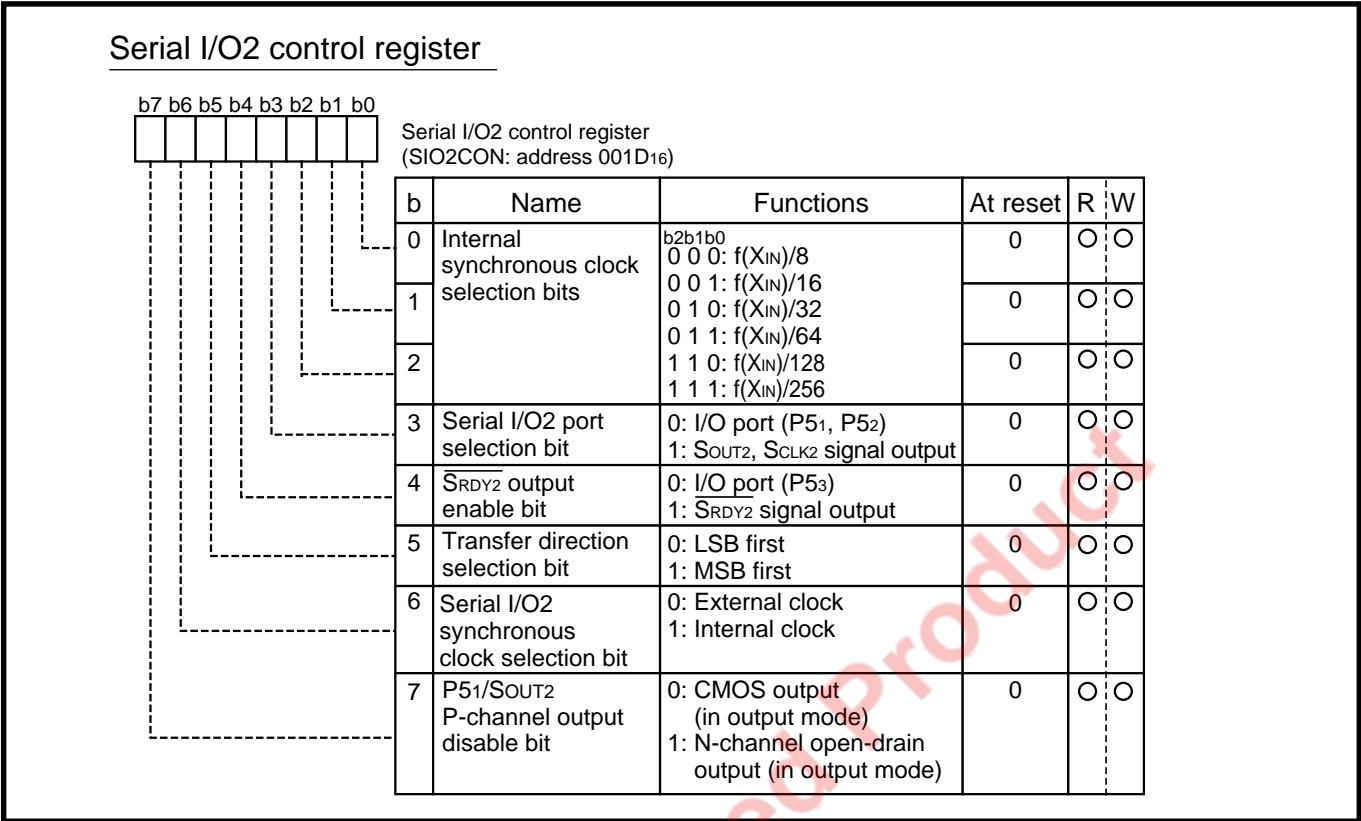 Serial I/O2 control register
b7 b6 b5 b4 b3 b2 b1 b0
Serial I/O2 control register
(SIO2CON: address 001D16)
b Name Functions At reset R W
0 Internal synchronous clock selection bits
b2b1b0
0 0 0: f(XIN)/8
0 0 1: f(XIN)/16
0 1 0: f(XIN)/32
0 1 1: f(XIN)/64
1 1 0: f(XIN)/128
1 1 1: f(XIN)/256
0
1
0
2
0
3 Serial I/O2 port
selection bit
0: I/O port (P51, P52)
1: SOUT2, SCLK2 signal output
0
4 SRDY2 output
enable bit
0: I/O port (P53)
1: SRDY2 signal output
0
5 Transfer direction
selection bit
0: LSB first
1: MSB first
0
6 Serial I/O2
synchronous
clock selection bit
0: External clock
1: Internal clock
0
7 P51/SOUT2
P-channel output
disable bit
0: CMOS output
(in output mode)
1: N-channel open-drain
output (in output mode)
0
ed Product